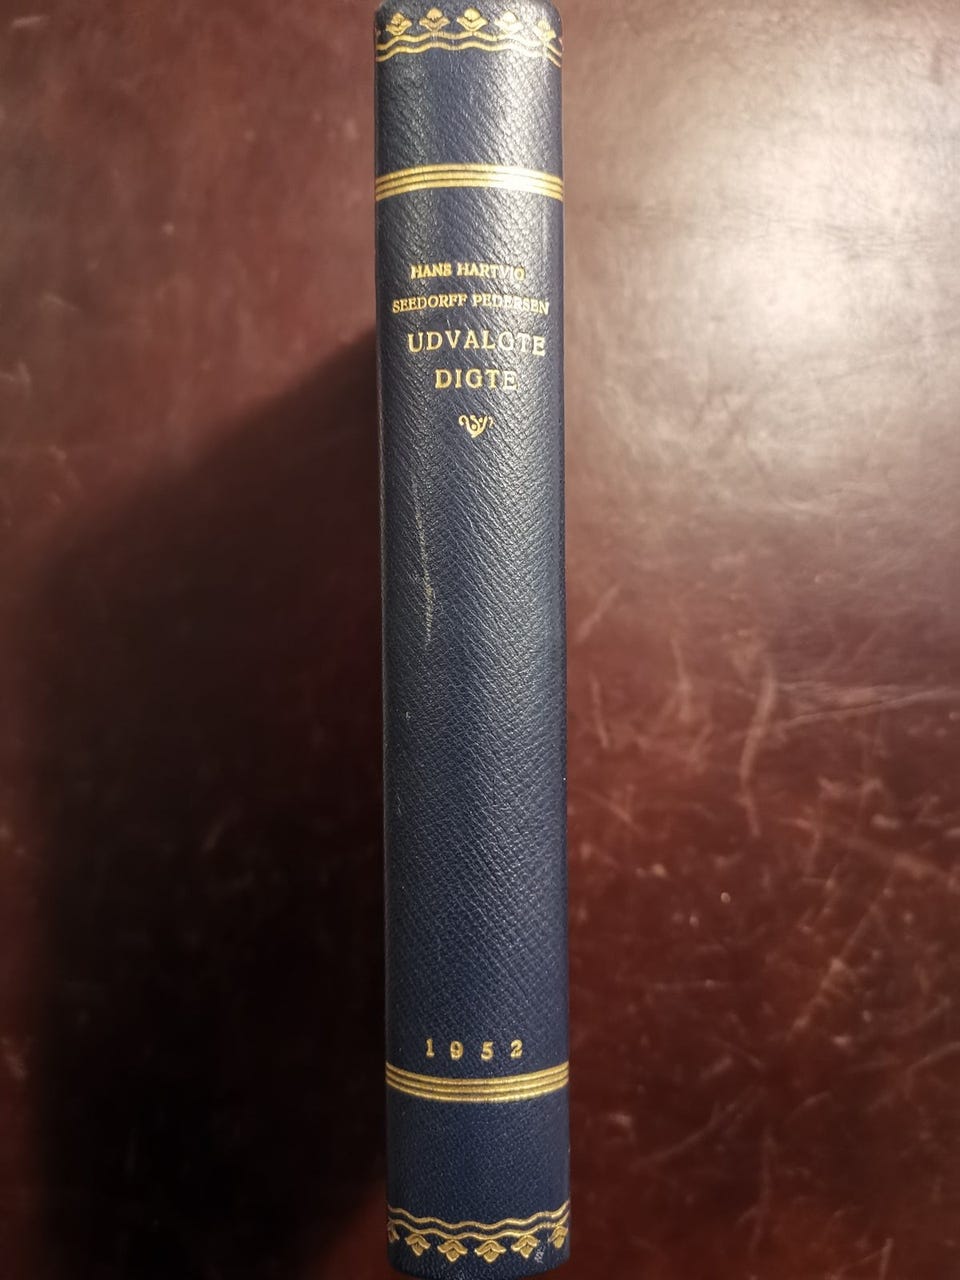 HANS HARTVIG
SEEDORFF PEDERSEN
UDVALGTE
DIGTE
1952